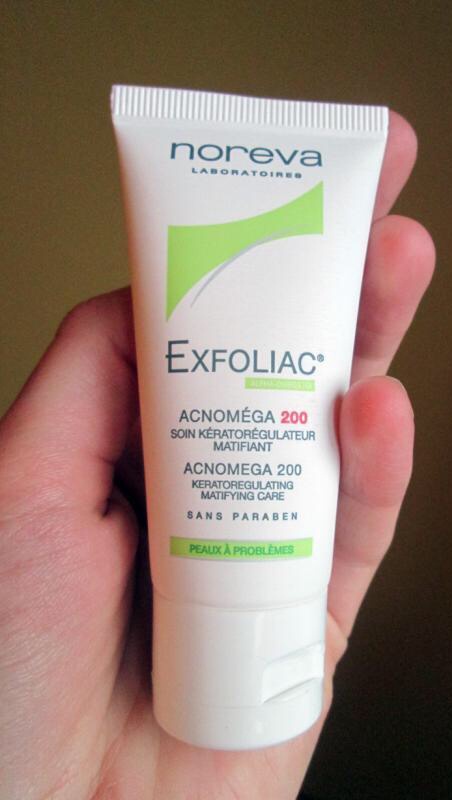 noreva
LABORATOIRES
EXFOLIAC®
ACNOMÉGA 200
SOIN KÉRATORÉGULATEUR
MATIFIANT
ACNOMEGA 200
KERATOREGULATING
MATIFYING CARE
SANS PARABEN
PEAUX À PROBLÈMES